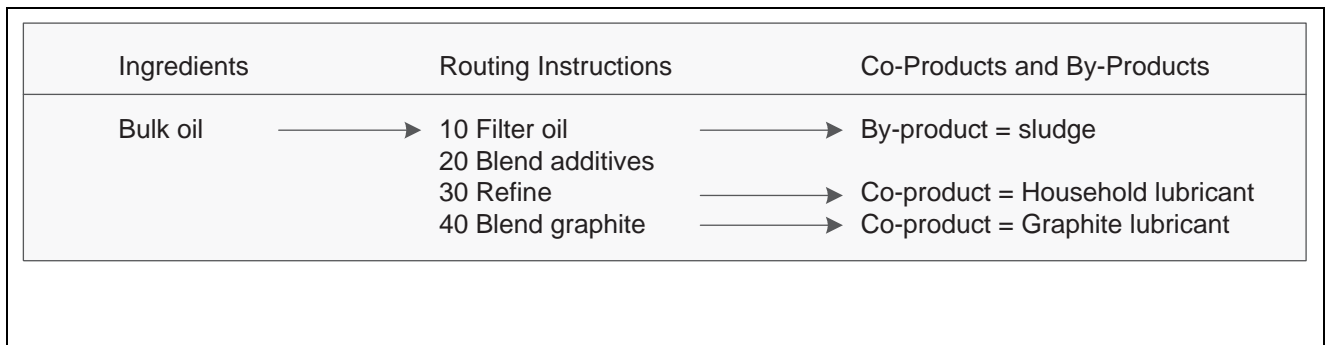 Ingredients Routing Instructions Co-Products and By-Products
Bulk oil 10 Filter oil By-product = sludge
20 Blend additives
30 Refine Co-product = Household lubricant
40 Blend graphite Co-product = Graphite lubricant